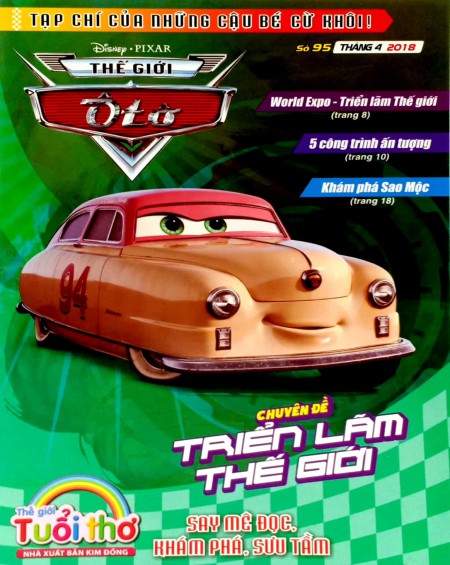 TẠP CHÍ CỦA NHỮNG CẬU BÉ CỪ KHÔI!
DISNEY · PIXAR
THẾ GIỚI
Ôtô
Số 95 THÁNG 4 2018
World Expo - Triển lãm Thế giới
(trang 8)
5 công trình ấn tượng
(trang 10)
Khám phá Sao Mộc
(trang 18)
94
CHUYÊN ĐỀ
TRIỂN LÃM
THẾ GIỚI
Thế giới
Tuổi thơ
NHÀ XUẤT BẢN KIM ĐỒNG
SAY MÊ ĐỌC,
KHÁM PHÁ, SƯU TẦM